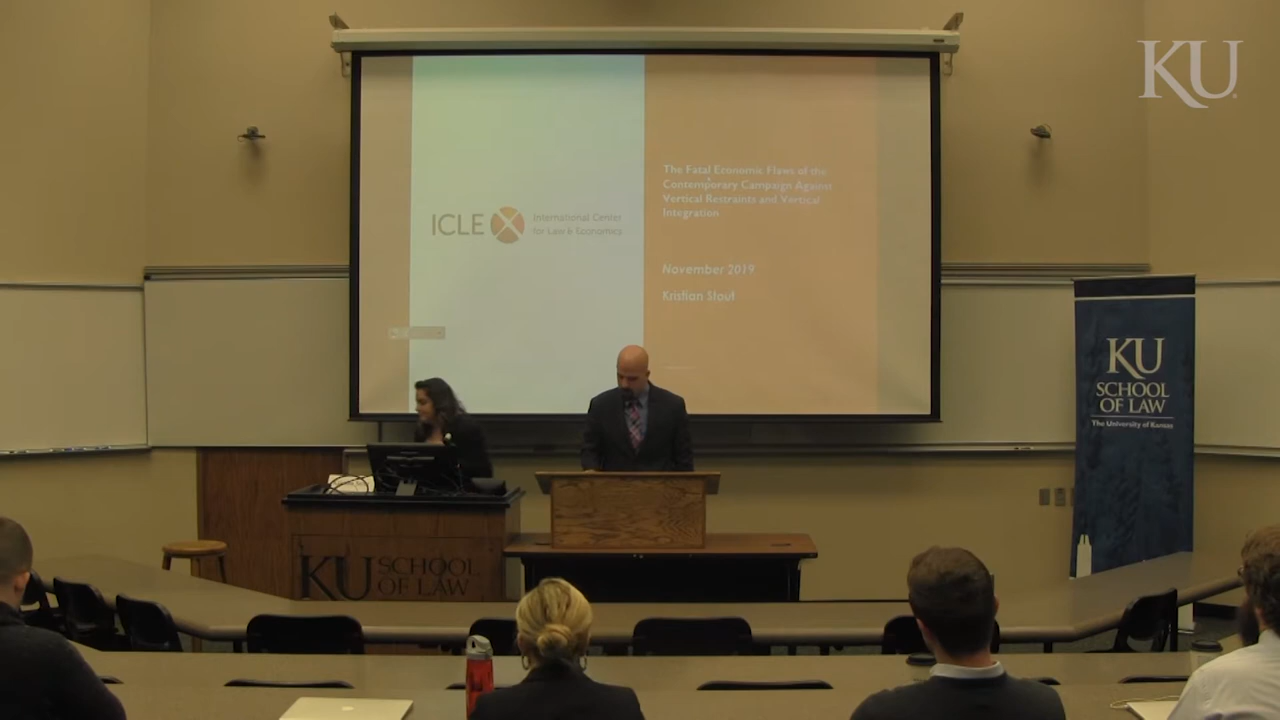 KU
The Fatal Economic Flaws of the
Contemporary Campaign Against
Vertical Restraints and Vertical
Integration
ICLE
International Center
for Law & Economics
November 2019
Kristian Stout
KU
SCHOOL
OF LAW
The University of Kansas
KU SCHOOL
OF LAW